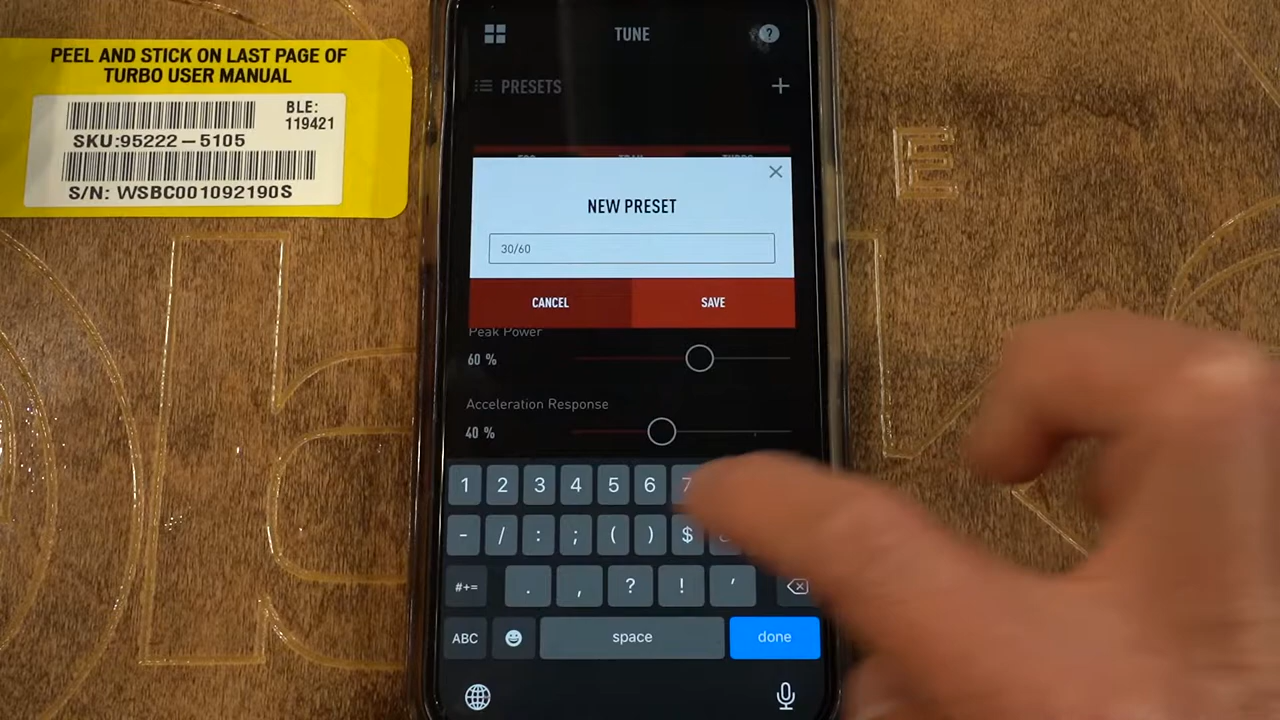 PEEL AND STICK ON LAST PAGE OF
TURBO USER MANUAL
BLE:
119421
SKU:95222-5105
S/N: WSBC001092190S
TUNE
?
PRESETS
+
NEW PRESET
30/60
CANCEL
SAVE
Peak Power
60 %
Acceleration Response
40 %
1 2 3 4 5 6 7
- / : ; ( ) $
#+= . , ? ! ’
ABC space done